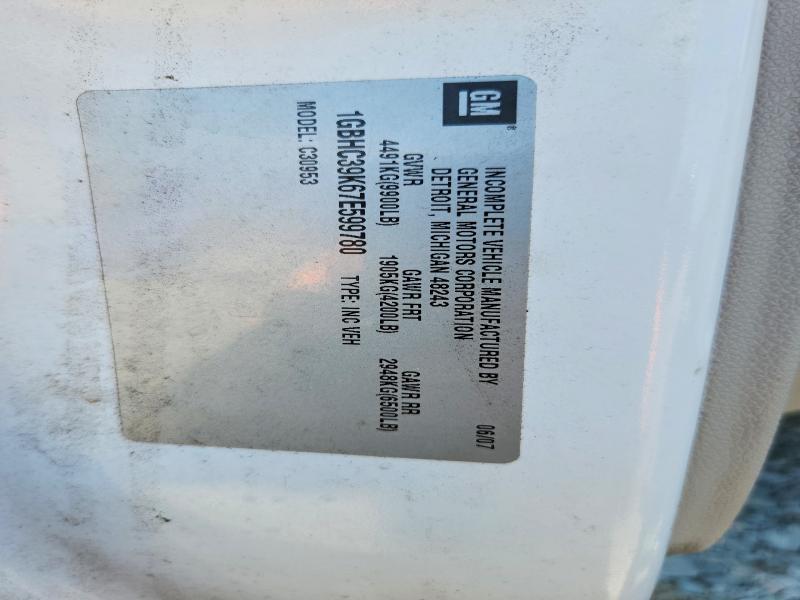 GM
INCOMPLETE VEHICLE MANUFACTURED BY 06/07
GENERAL MOTORS CORPORATION
DETROIT, MICHIGAN 48243
GVWR GAWR FRT GAWR RR
4491KG(9900LB) 1905KG(4200LB) 2948KG(6500LB)
1GBHC39K67E599780 TYPE: INC VEH
MODEL: C30953